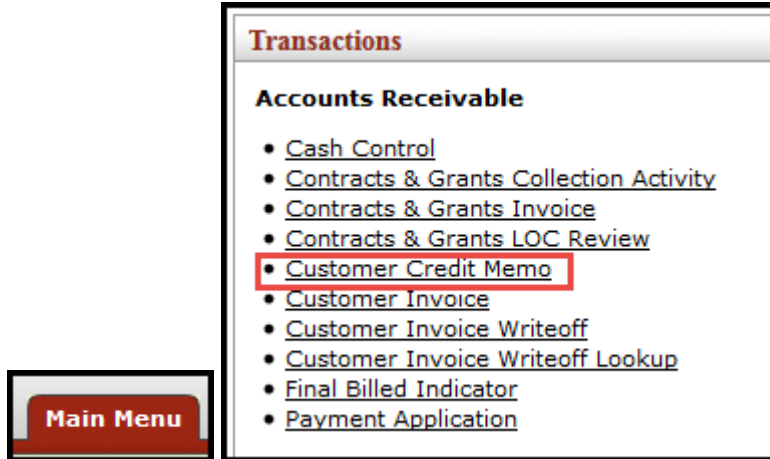 Transactions
Accounts Receivable
Cash Control
Contracts & Grants Collection Activity
Contracts & Grants Invoice
Contracts & Grants LOC Review
Customer Credit Memo
Customer Invoice
Customer Invoice Writeoff
Customer Invoice Writeoff Lookup
Final Billed Indicator
Payment Application
Main Menu